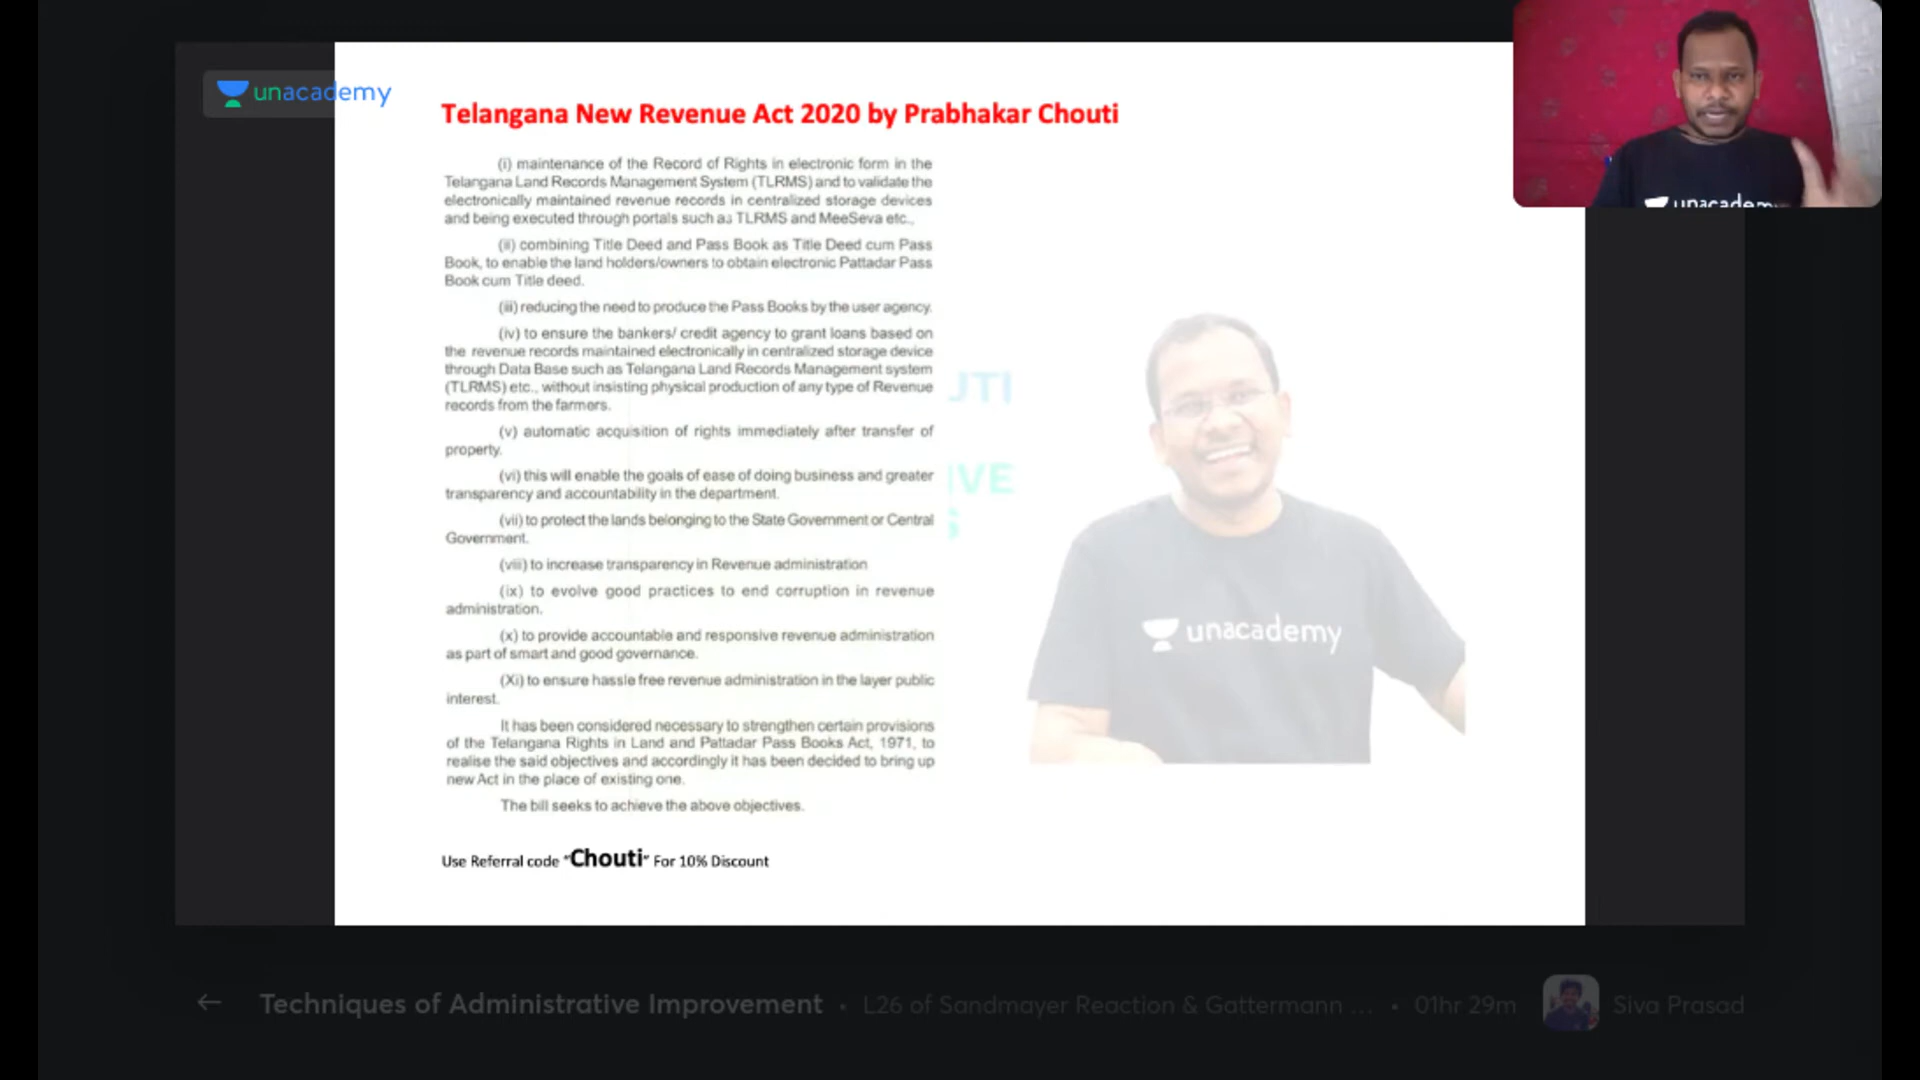 unacademy
Telangana New Revenue Act 2020 by Prabhakar Chouti
(i) maintenance of the Record of Rights in electronic form in the
Telangana Land Records Management System (TLRMS) and to validate the
electronically maintained revenue records in centralized storage devices
and being executed through portals such as TLRMS and MeeSeva etc.,
(ii) combining Title Deed and Pass Book as Title Deed cum Pass
Book, to enable the land holders/owners to obtain electronic Pattadar Pass
Book cum Title deed.
(iii) reducing the need to produce the Pass Books by the user agency.
(iv) to ensure the bankers/ credit agency to grant loans based on
the revenue records maintained electronically in centralized storage device
through Data Base such as Telangana Land Records Management system
(TLRMS) etc., without insisting physical production of any type of Revenue
records from the farmers.
(v) automatic acquisition of rights immediately after transfer of
property.
(vi) this will enable the goals of ease of doing business and greater
transparency and accountability in the department.
(vii) to protect the lands belonging to the State Government or Central
Government.
(viii) to increase transparency in Revenue administration
(ix) to evolve good practices to end corruption in revenue
administration.
(x) to provide accountable and responsive revenue administration
as part of smart and good governance.
(Xi) to ensure hassle free revenue administration in the layer public
interest.
It has been considered necessary to strengthen certain provisions
of the Telangana Rights in Land and Pattadar Pass Books Act, 1971, to
realise the said objectives and accordingly it has been decided to bring up
new Act in the place of existing one.
The bill seeks to achieve the above objectives.
UTI
IVE
S
unacademy
unacademy
Use Referral code "Chouti" For 10% Discount
Techniques of Administrative Improvement • L26 of Sandmayer Reaction & Gattermann ... • 01hr 29m Siva Prasad